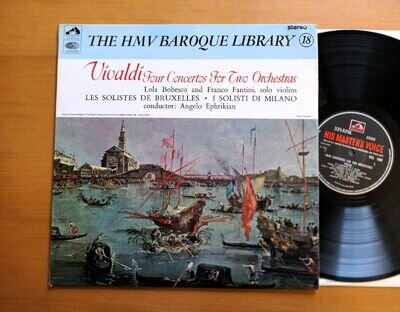 stereo
THE HMV BAROQUE LIBRARY 18
Vivaldi Four Concertos For Two Orchestras
Lola Bobesco and Franco Fantini, solo violins
LES SOLISTES DE BRUXELLES · I SOLISTI DI MILANO
conductor: Angelo Ephrikian
HIS MASTER'S VOICE